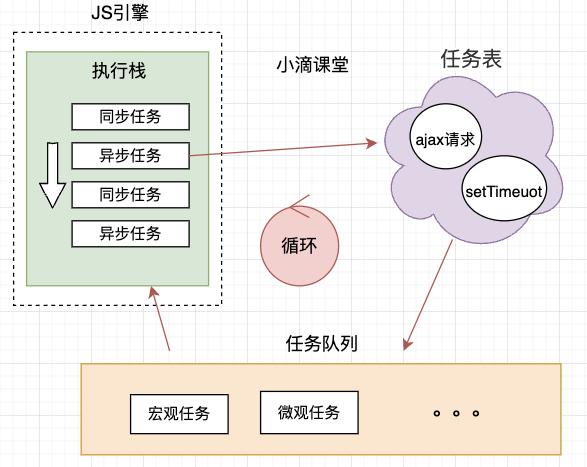 JS引擎
执行栈
小滴课堂
任务表
同步任务
异步任务
同步任务
异步任务
ajax请求
setTimeuot
循环
任务队列
宏观任务
微观任务
。。。